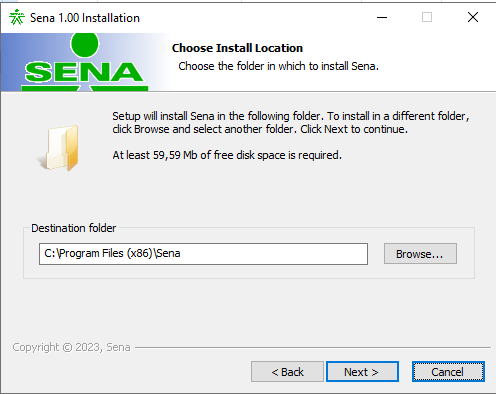 Sena 1.00 Installation
SENA
Choose Install Location
Choose the folder in which to install Sena.
Setup will install Sena in the following folder. To install in a different folder,
click Browse and select another folder. Click Next to continue.
At least 59,59 Mb of free disk space is required.
Destination folder
C:\Program Files (x86)\Sena
Browse...
Copyright © 2023, Sena
< Back
Next >
Cancel